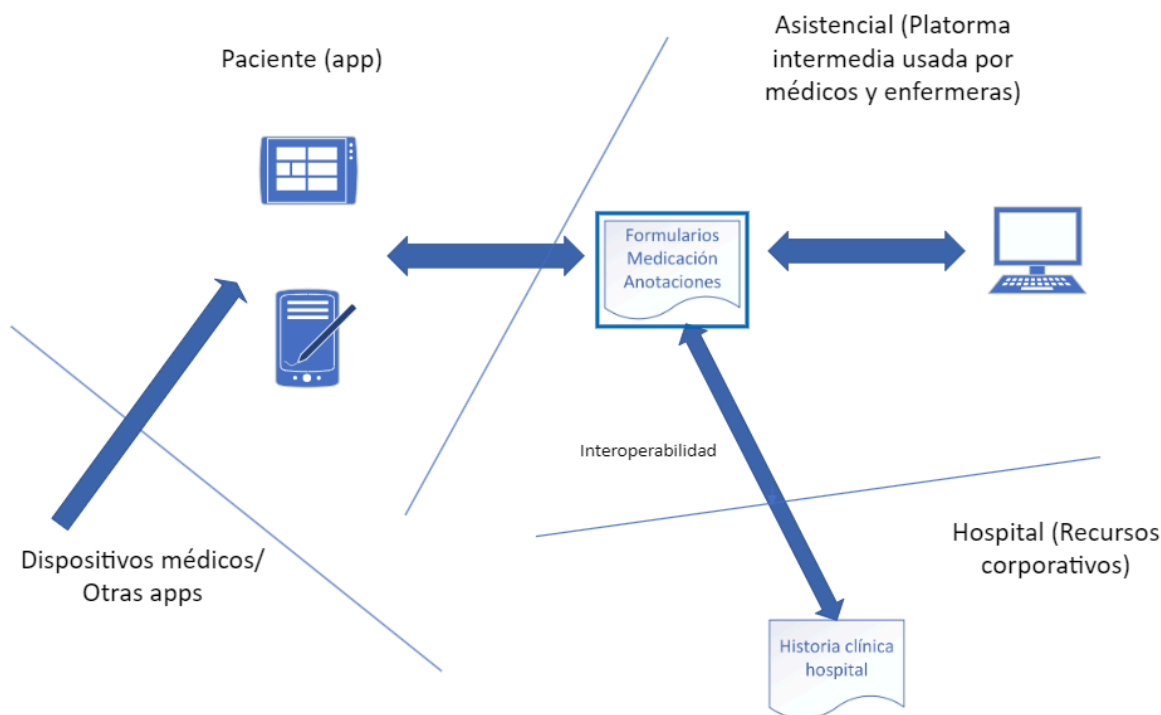 Paciente (app)
Asistencial (Platorma
intermedia usada por
médicos y enfermeras)
Formularios
Medicación
Anotaciones
Interoperabilidad
Dispositivos médicos/
Otras apps
Hospital (Recursos
corporativos)
Historia clínica
hospital